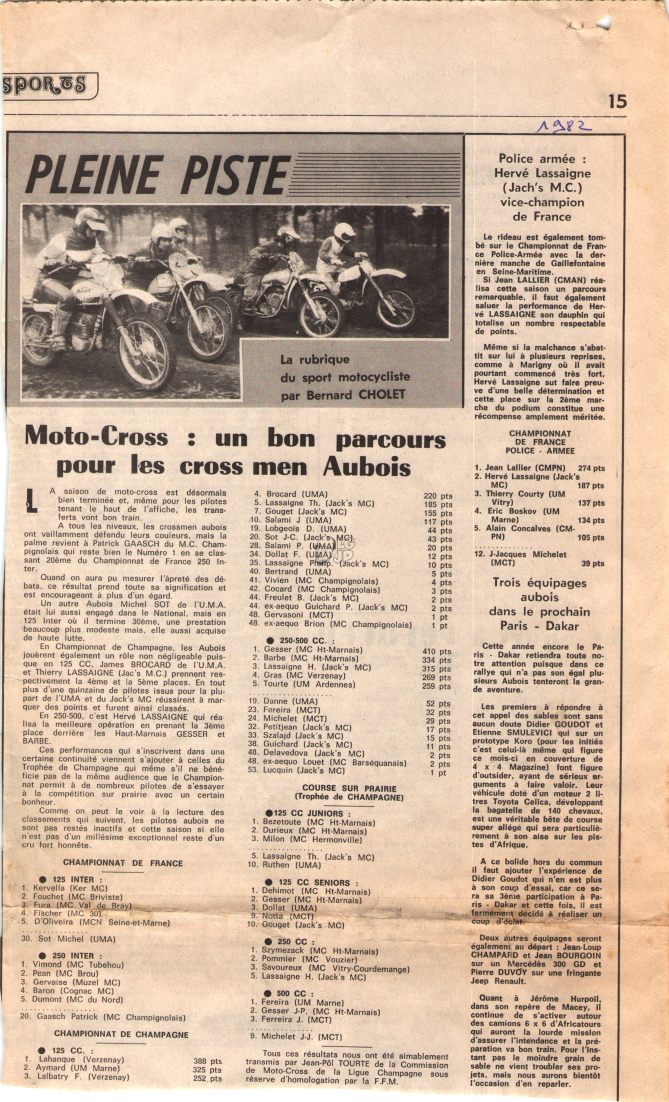 SPORTS
15
1982
PLEINE PISTE
La rubrique
du sport motocycliste
par Bernard CHOLET
Moto-Cross : un bon parcours
pour les cross men Aubois
LA saison de moto-cross est désormais
bien terminée et, même pour les pilotes
tenant le haut de l'affiche, les trans-
ferts vont bon train.
A tous les niveaux, les crossmen aubois
ont vaillamment défendu leurs couleurs, mais la
palme revient à Patrick GAASCH du M.C. Cham-
pignolais qui reste bien le Numéro 1 en se clas-
sant 20ème du Championnat de France 250 In-
ter.
Quand on aura pu mesurer l'âpreté des dé-
bats, ce résultat prend toute sa signification et
est encourageant à plus d'un égard.
Un autre Aubois Michel SOT de l'U.M.A.
était lui aussi engagé dans le National, mais en
125 Inter où il termine 30ème, une prestation
beaucoup plus modeste mais, elle aussi acquise
de haute lutte.
En Championnat de Champagne, les Aubois
jouèrent également un rôle non négligeable puis-
que en 125 CC, James BROCARD de l'U.M.A.
et Thierry LASSAIGNE (Jac's M.C.) prennent res-
pectivement la 4ème et la 5ème places. En tout
plus d'une quinzaine de pilotes issus pour la plu-
part de l'UMA et du Jack's MC réussirent à mar-
quer des points et furent ainsi classés.
En 250-500, c'est Hervé LASSAIGNE qui réa-
lisa la meilleure opération en prenant la 3ème
place derrière les Haut-Marnais GESSER et
BARBE.
Ces performances qui s'inscrivent dans une
certaine continuité viennent s'ajouter à celles du
Trophée de Champagne qui même s'il ne béné-
ficie pas de la même audience que le Champion-
nat permit à de nombreux pilotes de s'essayer
à la compétition sur prairie avec un certain
bonheur.
Comme on peut le voir à la lecture des
classements qui suivent, les pilotes aubois ne
sont pas restés inactifs et cette saison si elle
n'est pas d'un millésime exceptionnel reste d'un
cru fort honnête.
CHAMPIONNAT DE FRANCE
● 125 INTER :
1. Kervella (Ker MC)
2. Fouchet (MC Briviste)
3. Fura (MC Val de Bray)
4. Fischer (MC 30)
5. D'Oliveira (MCN Seine-et-Marne)
30. Sot Michel (UMA)
● 250 INTER :
1. Vimond (MC Tubehou)
2. Pean (MC Brou)
3. Gervaise (Muzel MC)
4. Baron (Cognac MC)
5. Dumont (MC du Nord)
20. Gaasch Patrick (MC Champignolais)
CHAMPIONNAT DE CHAMPAGNE
● 125 CC. :
1. Lahanque (Verzenay) 388 pts
2. Aymard (UM Marne) 325 pts
3. Lalbatry F. (Verzenay) 252 pts
4. Brocard (UMA) 220 pts
5. Lassaigne Th. (Jack's MC) 185 pts
7. Gouget (Jack's MC) 155 pts
10. Salami J (UMA) 117 pts
19. Lobgeois D. (UMA) 44 pts
20. Sot J-C. (Jack's MC) 43 pts
28. Salami P. (UMA) 20 pts
34. Dollat F. (UMA) 12 pts
35. Lassaigne Philip. (Jack's MC) 10 pts
40. Bertrand (UMA) 5 pts
41. Vivién (MC Champignolais) 4 pts
42. Cocard (MC Champignolais) 3 pts
44. Freulet B. (Jack's MC) 2 pts
44. ex-aequo Guichard P. (Jack's MC) 2 pts
48. Gervasoni (MCT) 1 pt
48. ex-aequo Brion (MC Champignolais) 1 pt
● 250-500 CC. :
1. Gesser (MC Ht-Marnais) 410 pts
2. Barbe (MC Ht-Marnais) 334 pts
3. Lassaigne H. (Jack's MC) 315 pts
4. Gras (MC Verzenay) 269 pts
5. Tourte (UM Ardennes) 259 pts
19. Danne (UMA) 52 pts
23. Fereira (MCT) 32 pts
24. Michelet (MCT) 29 pts
32. Petitjean (Jack's MC) 17 pts
33. Szalajd (Jack's MC) 15 pts
38. Guichard (Jack's MC) 11 pts
48. Delavedova (Jack's MC) 2 pts
48. ex-aequo Louet (MC Barséquanais) 2 pts
53. Lucquin (Jack's MC) 1 pt
COURSE SUR PRAIRIE
(Trophée de CHAMPAGNE)
●125 CC JUNIORS :
1. Bezetoute (MC Ht-Marnais)
2. Durieux (MC Ht-Marnais)
3. Milon (MC Hermonville)
5. Lassaigne Th. (Jack's MC)
10. Ruthen (UMA)
● 125 CC SENIORS :
1. Dehimot (MC Ht-Marnais)
2. Gesser (MC Ht-Marnais)
3. Dollat (UMA)
9. Notta (MCT)
10. Gouget (Jack's MC)
● 250 CC :
1. Szymezack (MC Ht-Marnais)
2. Pommier (MC Vouzier)
3. Savoureux (MC Vitry-Courdemange)
5. Lassaigne H. (Jack's MC)
● 500 CC :
1. Fereira (UM Marne)
2. Gesser J-P. (MC Ht-Marnais)
3. Ferreira J. (MCT)
9. Michelet J-J. (MCT)
Tous ces résultats nous ont été aimablement
transmis par Jean-Pôl TOURTE de la Commission
de Moto-Cross de la Ligue Champagne sous
réserve d'homologation par la F.F.M.
Police armée :
Hervé Lassaigne
(Jach's M.C.)
vice-champion
de France
Le rideau est également tom-
bé sur le Championnat de Fran-
ce Police-Armée avec la der-
nière manche de Gaillefontaine
en Seine-Maritime.
Si Jean LALLIER (CMAN) réa-
lisa cette saison un parcours
remarquable, il faut également
saluer la performance de Her-
vé LASSAIGNE son dauphin qui
totalise un nombre respectable
de points.
Même si la malchance s'abat-
tit sur lui à plusieurs reprises,
comme à Marigny où il avait
pourtant commencé très fort,
Hervé Lassaigne sut faire preu-
ve d'une belle détermination et
cette place sur la 2ème mar-
che du podium constitue une
récompense amplement méritée.
CHAMPIONNAT
DE FRANCE
POLICE - ARMEE
1. Jean Lallier (CMPN) 274 pts
2. Hervé Lassaigne (Jack's
MC) 187 pts
3. Thierry Courty (UM
Vitry) 137 pts
4. Eric Boskov (UM
Marne) 134 pts
5. Alain Concalves (CM-
PN) 105 pts
12. J-Jacques Michelet
(MCT) 39 pts
Trois équipages
aubois
dans le prochain
Paris - Dakar
Cette année encore le Pa-
ris - Dakar retiendra toute no-
tre attention puisque dans ce
rallye qui n'a pas son égal plu-
sieurs Aubois tenteront la gran-
de aventure.
Les premiers à répondre à
cet appel des sables sont sans
aucun doute Didier GOUDOT et
Etienne SMULEVICI qui sur un
prototype Koro (pour les initiés
c'est celui-là même qui figure
ce mois-ci en couverture de
4 x 4 Magazine) font figure
d'outsider, ayant de sérieux ar-
guments à faire valoir. Leur
véhicule doté d'un moteur 2 li-
tres Toyota Celica, développant
la bagatelle de 140 chevaux,
est une véritable bête de course
super allégé qui sera particuliè-
rement à son aise sur les pis-
tes d'Afrique.
A ce bolide hors du commun
il faut ajouter l'expérience de
Didier Goudot qui n'en est plus
à son coup d'essai, car ce se-
ra sa 3ème participation à Pa-
ris - Dakar et cette fois, il est
fermement décidé à réaliser un
coup d'éclat.
Deux autres équipages seront
également au départ : Jean-Loup
CHAMPARD et Jean BOURGOIN
sur un Mercédès 300 GD et
Pierre DUVOY sur une fringante
Jeep Renault.
Quant à Jérôme Hurpoil,
dans son repère de Macey, il
continue de s'activer autour
des camions 6 x 6 d'Africatours
qui auront la lourde mission
d'assurer l'intendance et la pré-
paration va bon train. Pour l'ins-
tant pas le moindre grain de
sable ne vient troubler ses pro-
jets, mais nous aurons bientôt
l'occasion d'en reparler.